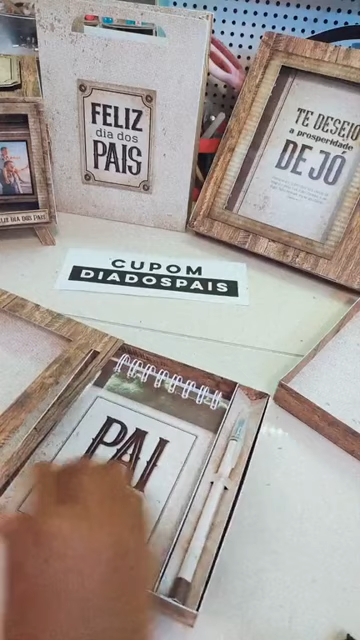 FELIZ
dia dos
PAIS
TE DESEJO
a prosperidade
DE JÓ
FELIZ DIA DOS PAIS
CUPOM
DIADOSPAIS
PAI